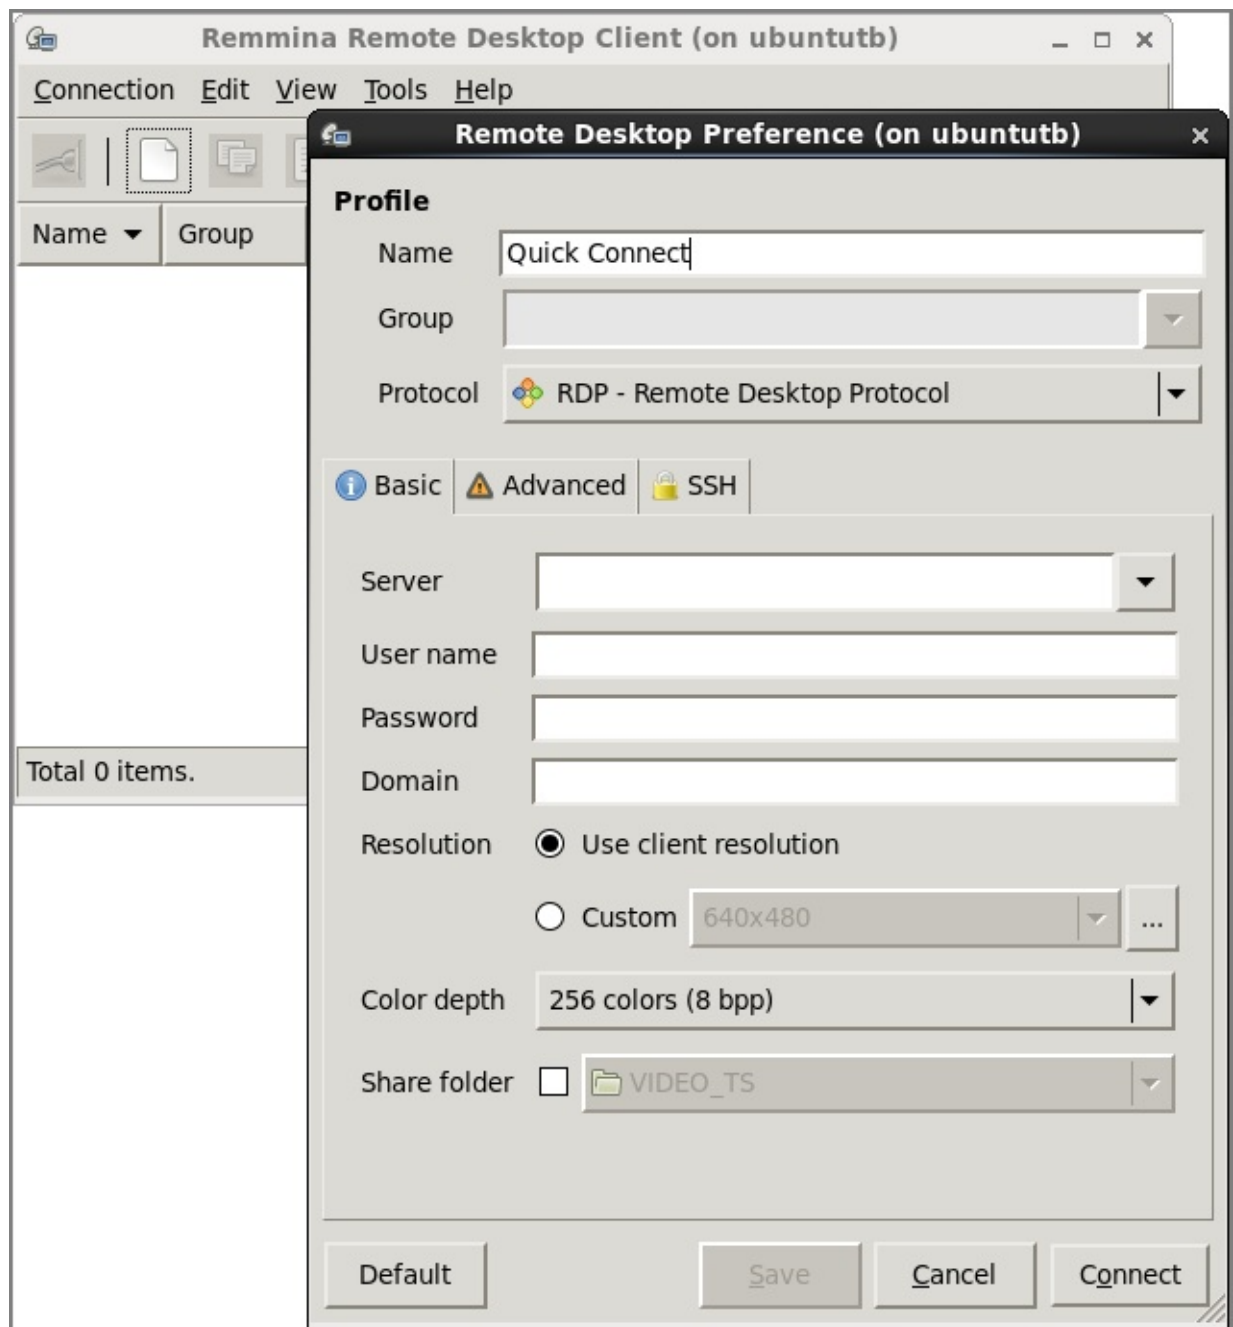 Remmina Remote Desktop Client (on ubuntutb)
Connection Edit View Tools Help
Remote Desktop Preference (on ubuntutb)
Name Group
Total 0 items.
Profile
Name Quick Connect
Group
Protocol RDP - Remote Desktop Protocol
Basic Advanced SSH
Server
User name
Password
Domain
Resolution Use client resolution
Custom 640x480 ...
Color depth 256 colors (8 bpp)
Share folder VIDEO_TS
Default Save Cancel Connect